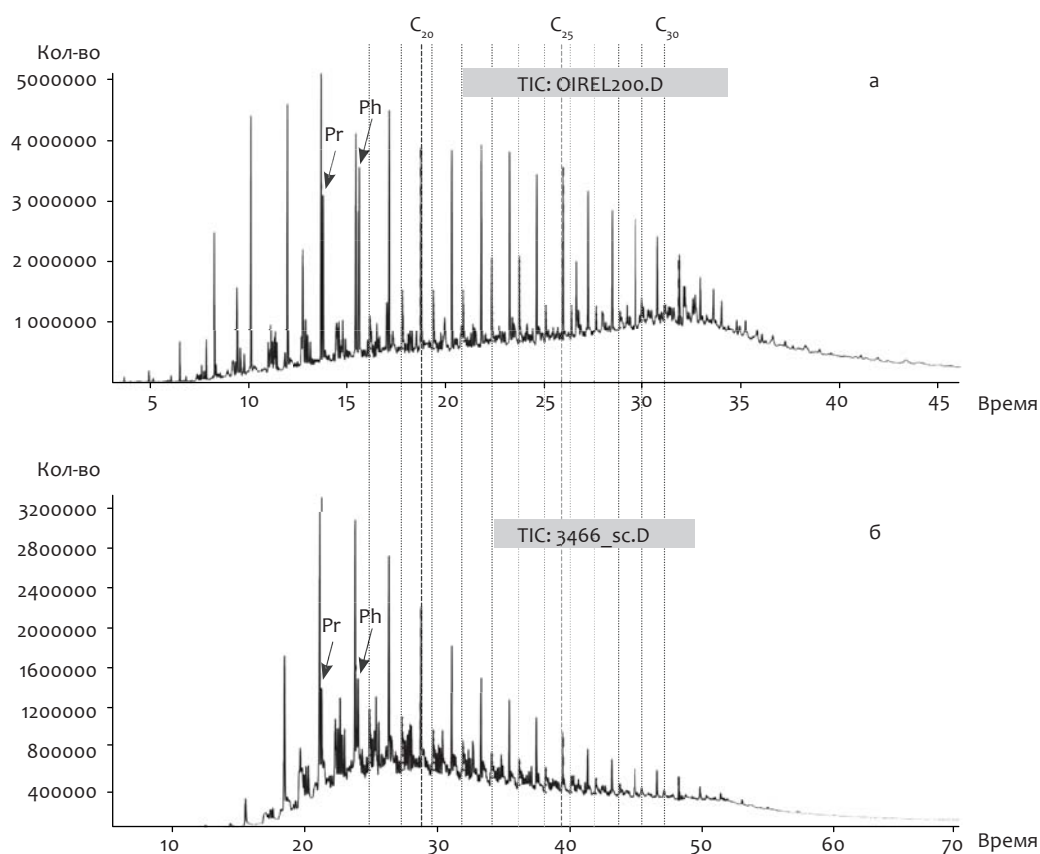 C₂₀ C₂₅ C₃₀
Кол-во
TIC: OIREL200.D
а
5000000
Ph
Pr
4 000000
3 000000
2 000000
1 000000
5 10 15 20 25 30 35 40 45 Время
Кол-во
3200000
TIC: 3466_sc.D
б
2800000
2400000
2000000
Pr Ph
1600000
1200000
800000
400000
10 20 30 40 50 60 70 Время